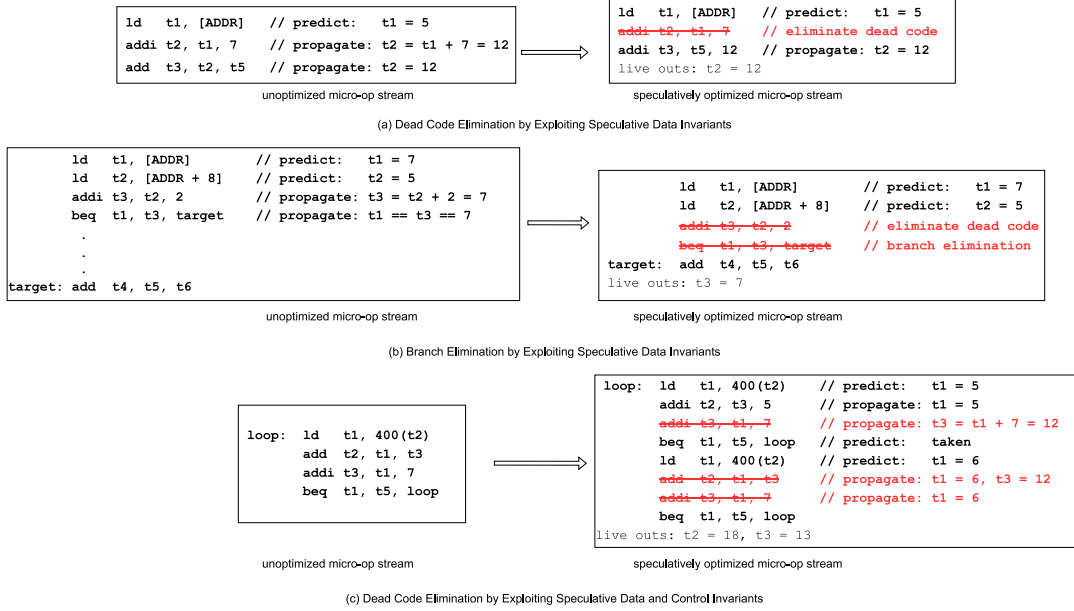 ld t1, [ADDR] // predict: t1 = 5
addi t2, t1, 7 // propagate: t2 = t1 + 7 = 12
add t3, t2, t5 // propagate: t2 = 12
unoptimized micro-op stream
ld t1, [ADDR] // predict: t1 = 5
addi t2, t1, 7 // eliminate dead code
addi t3, t5, 12 // propagate: t2 = 12
live outs: t2 = 12
speculatively optimized micro-op stream
(a) Dead Code Elimination by Exploiting Speculative Data Invariants
ld t1, [ADDR] // predict: t1 = 7
ld t2, [ADDR + 8] // predict: t2 = 5
addi t3, t2, 2 // propagate: t3 = t2 + 2 = 7
beq t1, t3, target // propagate: t1 == t3 == 7
.
.
.
target: add t4, t5, t6
unoptimized micro-op stream
ld t1, [ADDR] // predict: t1 = 7
ld t2, [ADDR + 8] // predict: t2 = 5
addi t3, t2, 2 // eliminate dead code
beq t1, t3, target // branch elimination
target: add t4, t5, t6
live outs: t3 = 7
speculatively optimized micro-op stream
(b) Branch Elimination by Exploiting Speculative Data Invariants
loop: ld t1, 400(t2)
add t2, t1, t3
addi t3, t1, 7
beq t1, t5, loop
unoptimized micro-op stream
loop: ld t1, 400(t2) // predict: t1 = 5
addi t2, t3, 5 // propagate: t1 = 5
addi t3, t1, 7 // propagate: t3 = t1 + 7 = 12
beq t1, t5, loop // predict: taken
ld t1, 400(t2) // predict: t1 = 6
add t2, t1, t3 // propagate: t1 = 6, t3 = 12
addi t3, t1, 7 // propagate: t1 = 6
beq t1, t5, loop
live outs: t2 = 18, t3 = 13
speculatively optimized micro-op stream
(c) Dead Code Elimination by Exploiting Speculative Data and Control Invariants